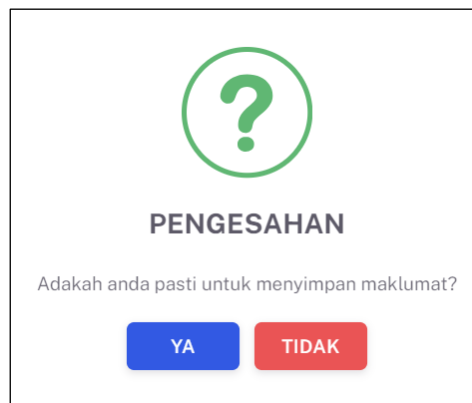 ?
PENGESAHAN
Adakah anda pasti untuk menyimpan maklumat?
YA
TIDAK